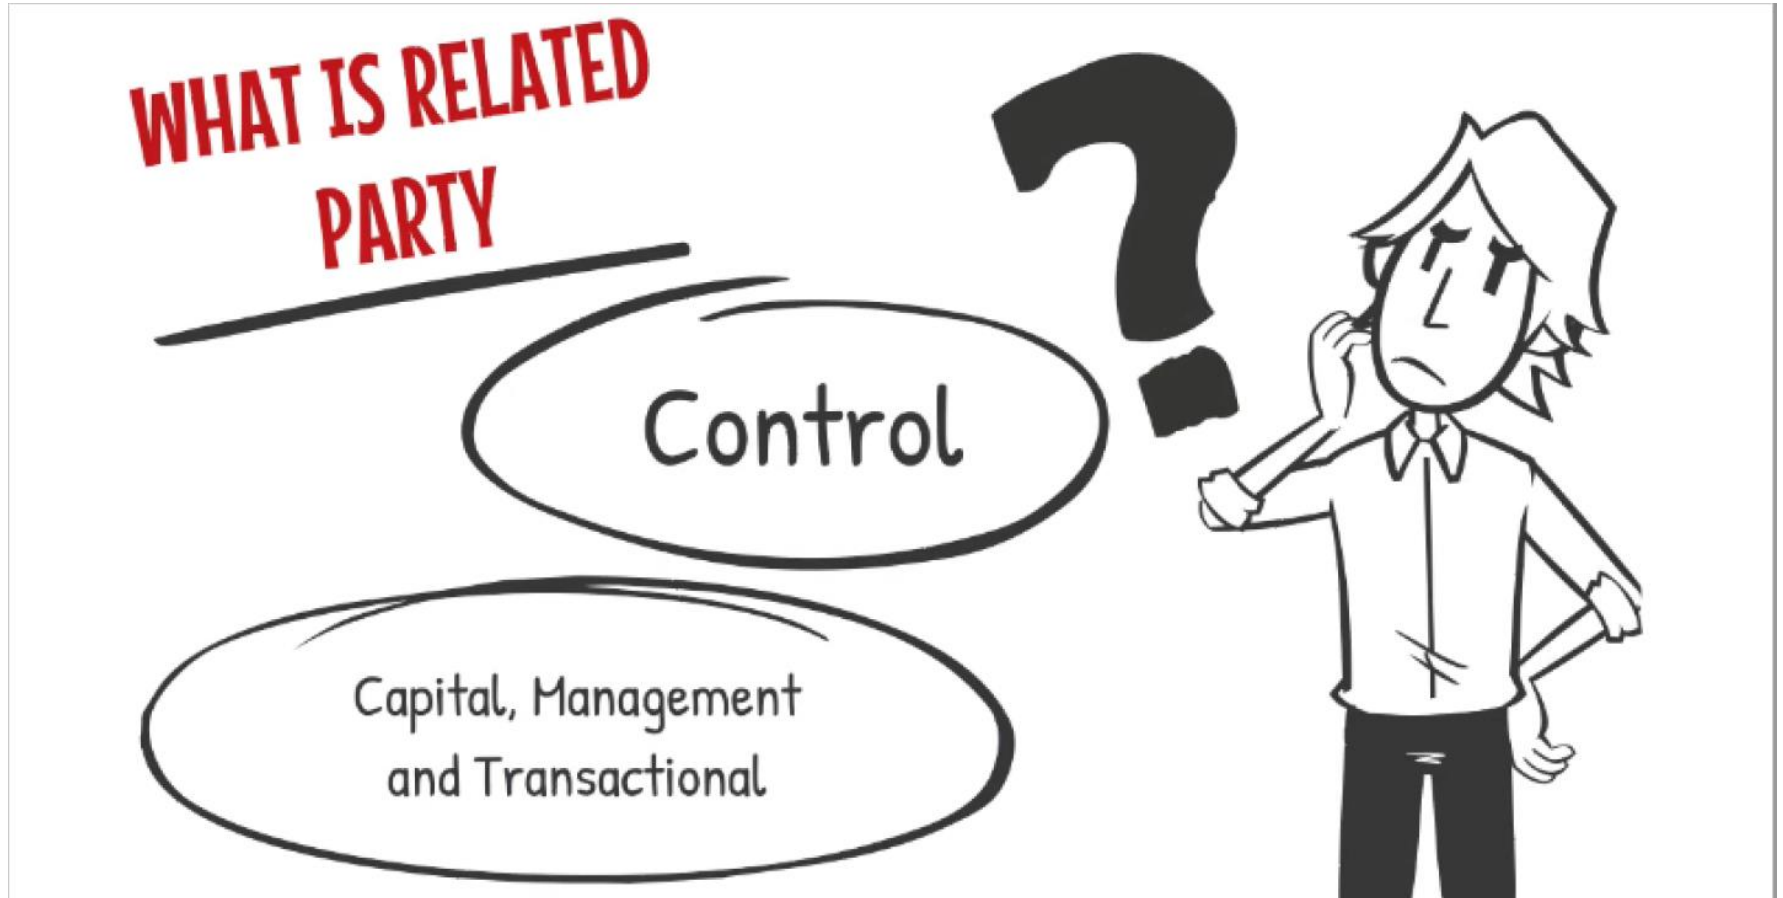 WHAT IS RELATED
PARTY
Control
Capital, Management
and Transactional